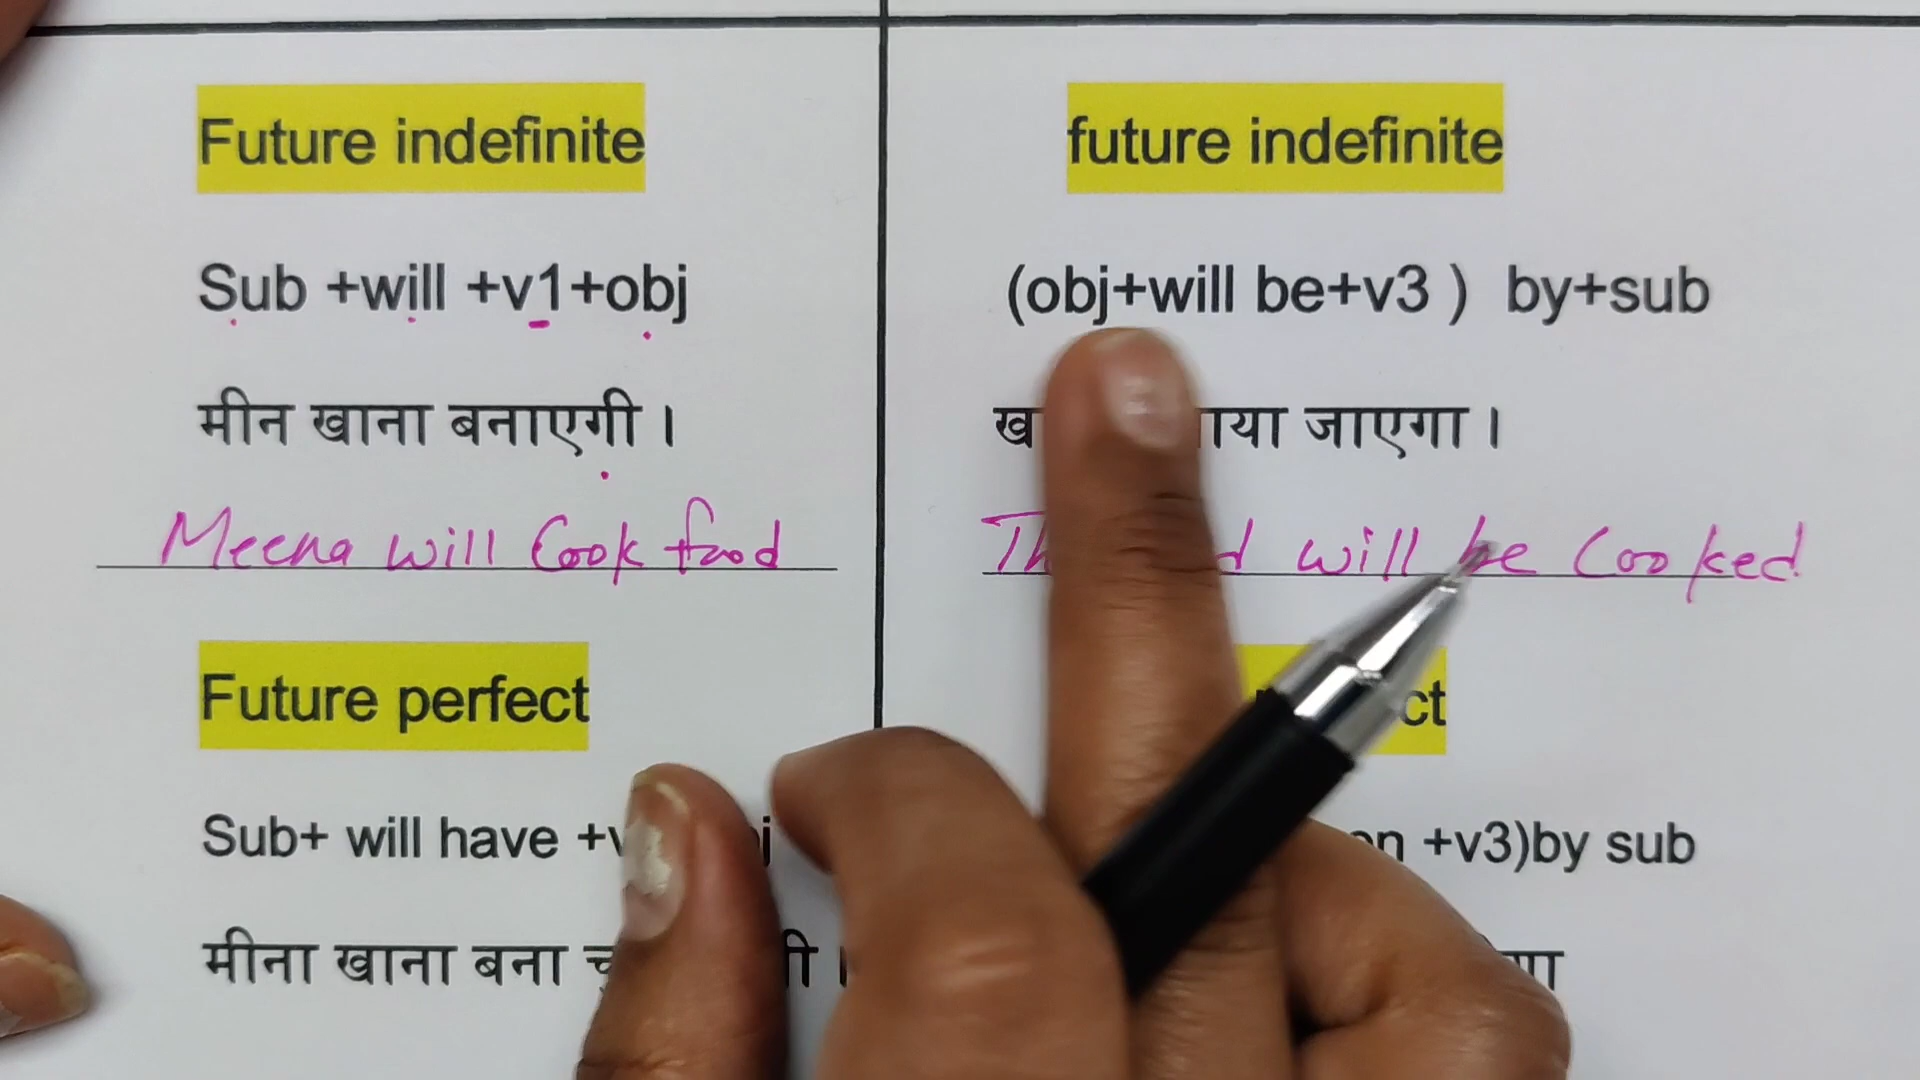 Future indefinite
Sub +will +v1+obj
मीन खाना बनाएगी ।
Meena will Cook food
Future perfect
Sub+ will have
मीना खाना बना
future indefinite
(obj+will be+v3 ) by+sub
जाएगा ।
will be Cooked
+v3)by sub